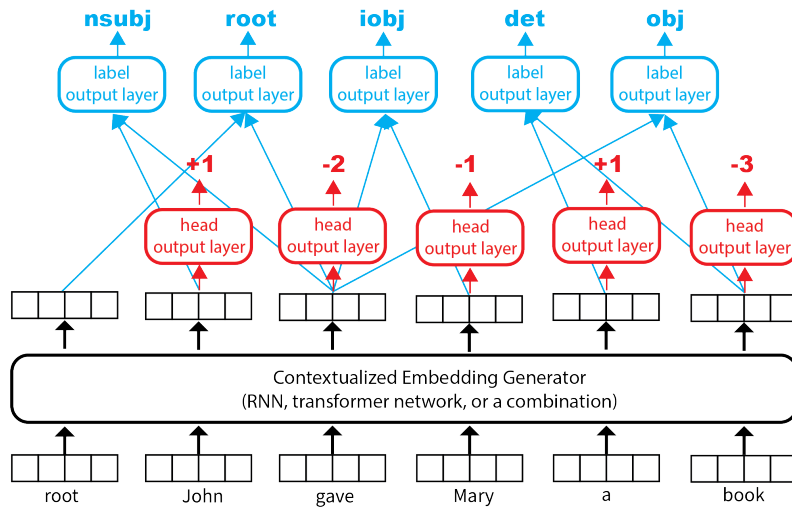 nsubj root iobj det obj
label label label label label
output layer output layer output layer output layer output layer
+1 -2 -1 +1 -3
head head head head head
output layer output layer output layer output layer output layer
Contextualized Embedding Generator
(RNN, transformer network, or a combination)
root John gave Mary a book